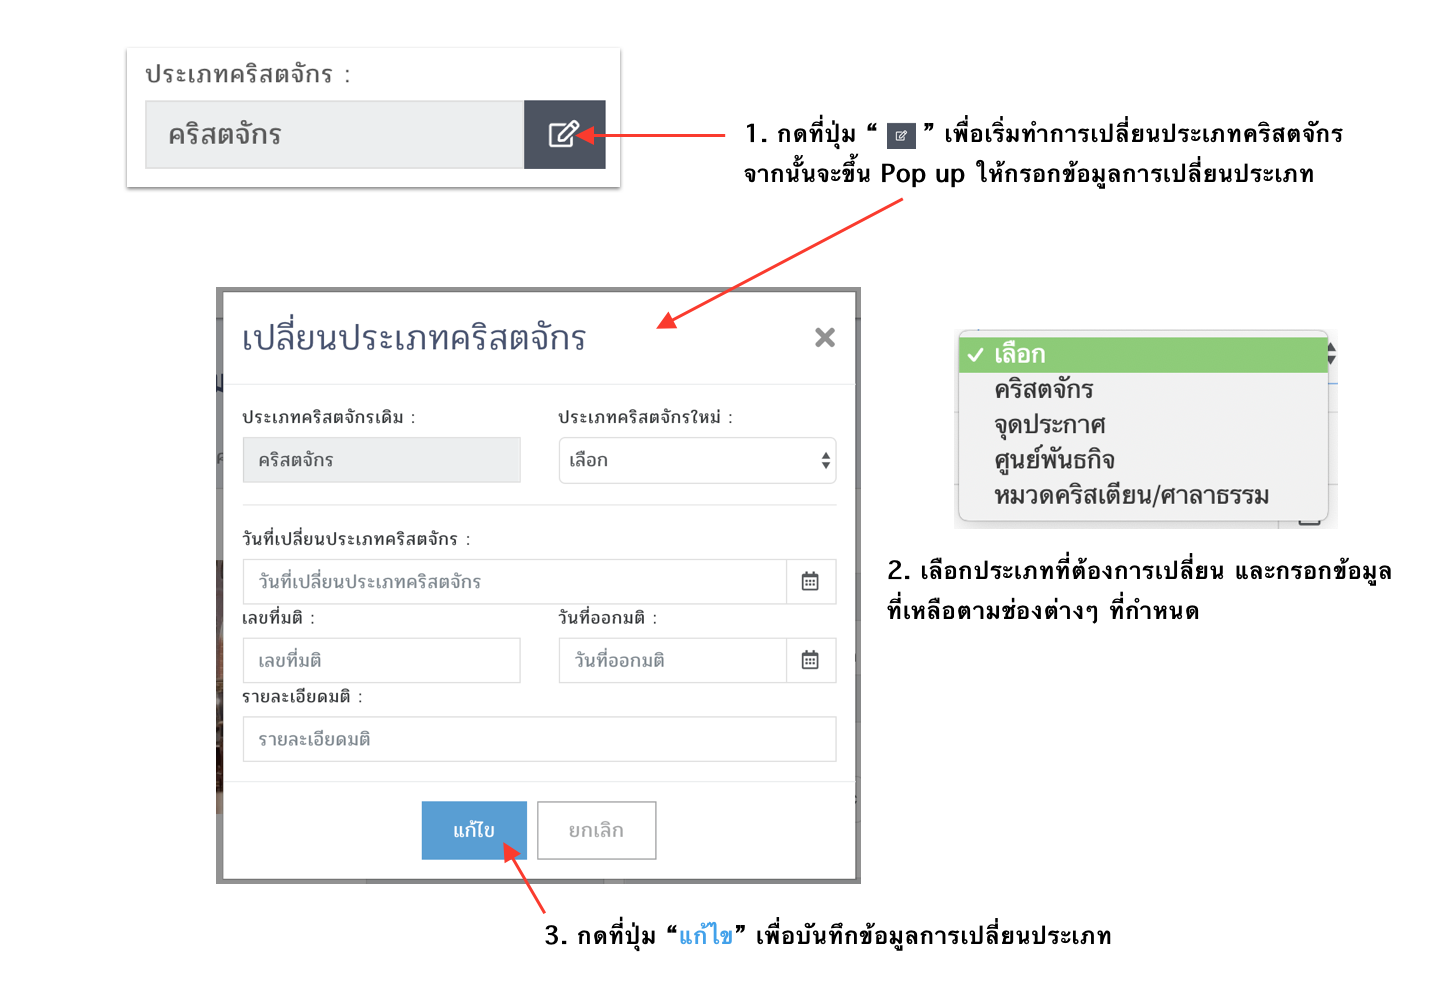 ประเภทคริสตจักร :
คริสตจักร
1. กดที่ปุ่ม “ ” เพื่อเริ่มทำการเปลี่ยนประเภทคริสตจักร
จากนั้นจะขึ้น Pop up ให้กรอกข้อมูลการเปลี่ยนประเภท
เปลี่ยนประเภทคริสตจักร
ประเภทคริสตจักรเดิม :
ประเภทคริสตจักรใหม่ :
คริสตจักร
เลือก
วันที่เปลี่ยนประเภทคริสตจักร :
วันที่เปลี่ยนประเภทคริสตจักร
เลขที่มติ :
วันที่ออกมติ :
เลขที่มติ
วันที่ออกมติ
รายละเอียดมติ :
รายละเอียดมติ
แก้ไข
ยกเลิก
เลือก
คริสตจักร
จุดประกาศ
ศูนย์พันธกิจ
หมวดคริสเตียน/ศาลาธรรม
2. เลือกประเภทที่ต้องการเปลี่ยน และกรอกข้อมูล
ที่เหลือตามช่องต่างๆ ที่กำหนด
3. กดที่ปุ่ม “แก้ไข” เพื่อบันทึกข้อมูลการเปลี่ยนประเภท